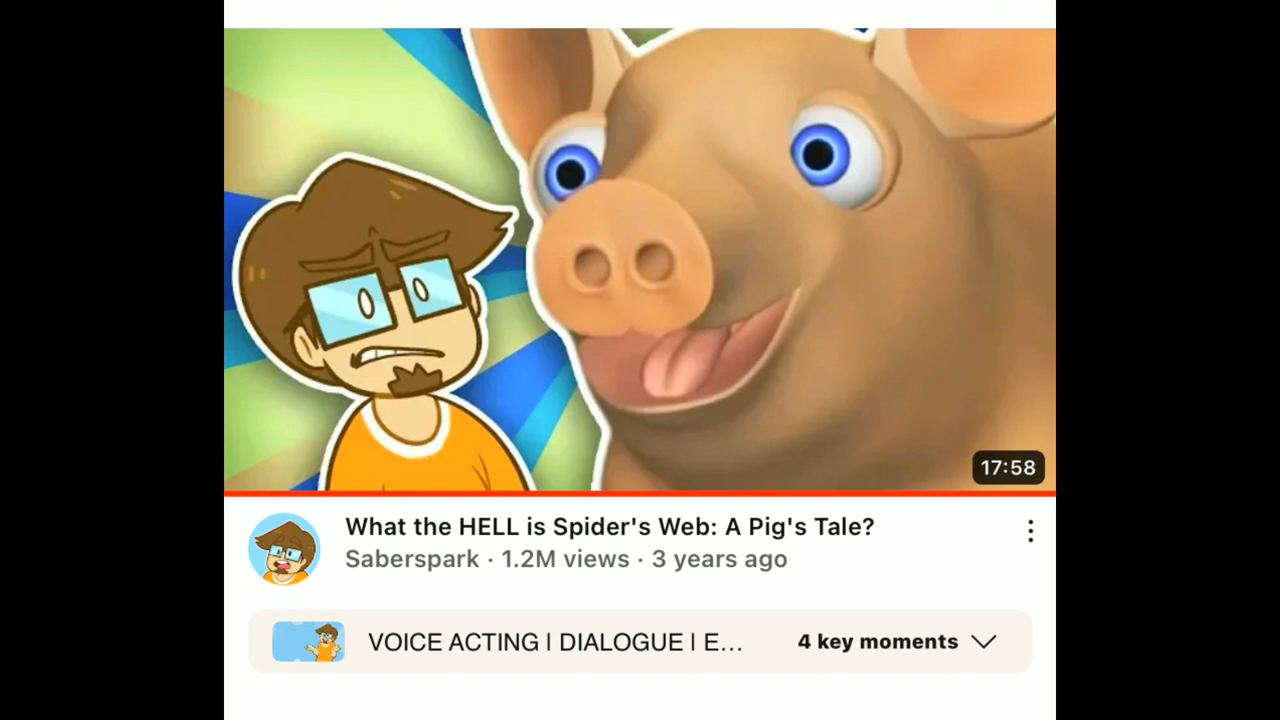 17:58
What the HELL is Spider's Web: A Pig's Tale?
Saberspark · 1.2M views · 3 years ago
VOICE ACTING | DIALOGUE | E... 4 key moments